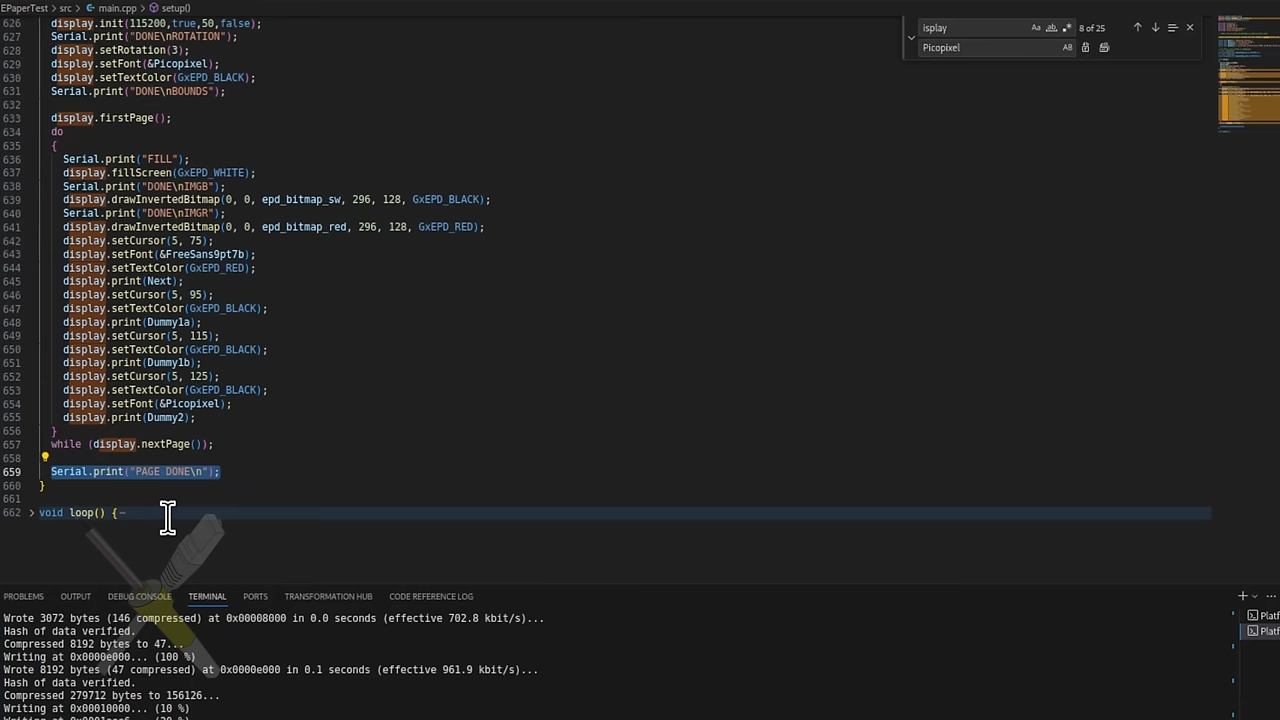 EPaperTest > src > main.cpp > setup()
626 display.init(115200,true,50,false);
627 Serial.print("DONE\nROTATION");
628 display.setRotation(3);
629 display.setFont(&Picopixel);
630 display.setTextColor(GxEPD_BLACK);
631 Serial.print("DONE\nBOUNDS");
632
633 display.firstPage();
634 do
635 {
636 Serial.print("FILL");
637 display.fillScreen(GxEPD_WHITE);
638 Serial.print("DONE\nIMGB");
639 display.drawInvertedBitmap(0, 0, epd_bitmap_sw, 296, 128, GxEPD_BLACK);
640 Serial.print("DONE\nIMGR");
641 display.drawInvertedBitmap(0, 0, epd_bitmap_red, 296, 128, GxEPD_RED);
642 display.setCursor(5, 75);
643 display.setFont(&FreeSans9pt7b);
644 display.setTextColor(GxEPD_RED);
645 display.print(Next);
646 display.setCursor(5, 95);
647 display.setTextColor(GxEPD_BLACK);
648 display.print(Dummy1a);
649 display.setCursor(5, 115);
650 display.setTextColor(GxEPD_BLACK);
651 display.print(Dummy1b);
652 display.setCursor(5, 125);
653 display.setTextColor(GxEPD_BLACK);
654 display.setFont(&Picopixel);
655 display.print(Dummy2);
656 }
657 while (display.nextPage());
658
659 Serial.print("PAGE DONE\n");
660 }
661
662 void loop() {
isplay Aa ab 8 of 25
Picopixel AB
PROBLEMS OUTPUT DEBUG CONSOLE TERMINAL PORTS TRANSFORMATION HUB CODE REFERENCE LOG
Wrote 3072 bytes (146 compressed) at 0x00008000 in 0.0 seconds (effective 702.8 kbit/s)...
Hash of data verified.
Compressed 8192 bytes to 47...
Writing at 0x0000e000... (100 %)
Wrote 8192 bytes (47 compressed) at 0x0000e000 in 0.1 seconds (effective 961.9 kbit/s)...
Hash of data verified.
Compressed 279712 bytes to 156126...
Writing at 0x00010000... (10 %)
Platf
Platf